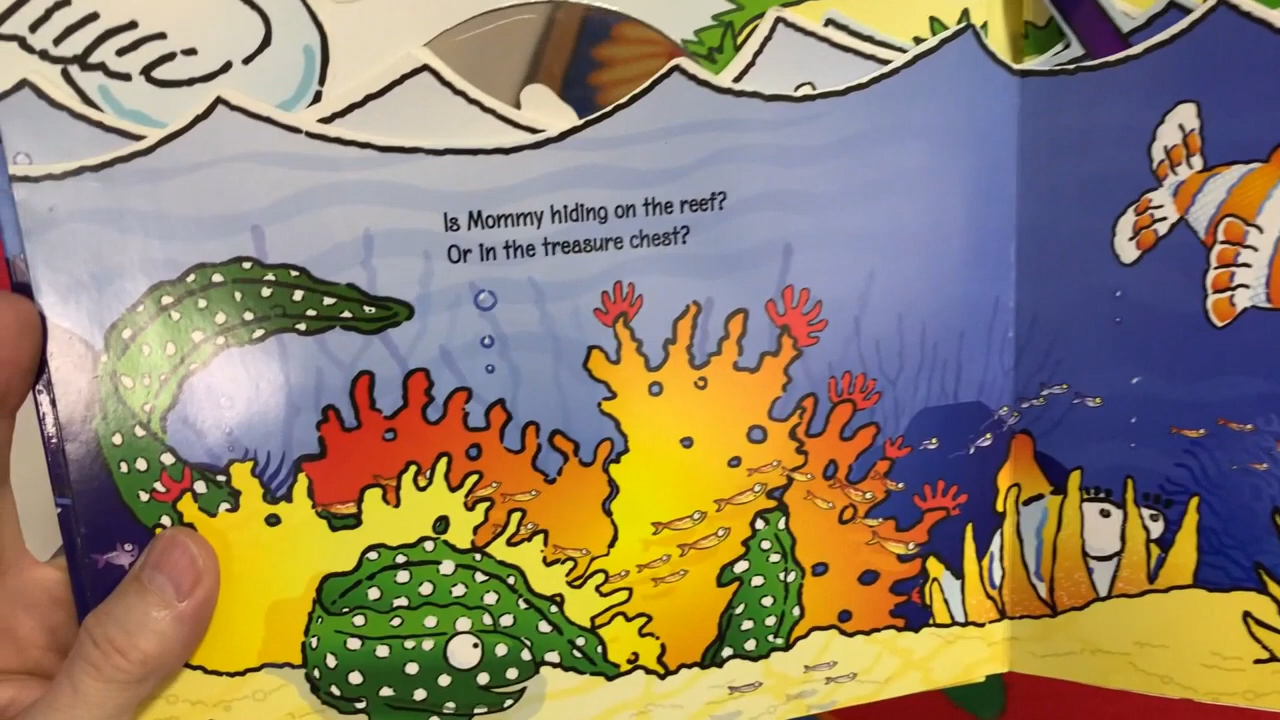 Is Mommy hiding on the reef?
Or in the treasure chest?